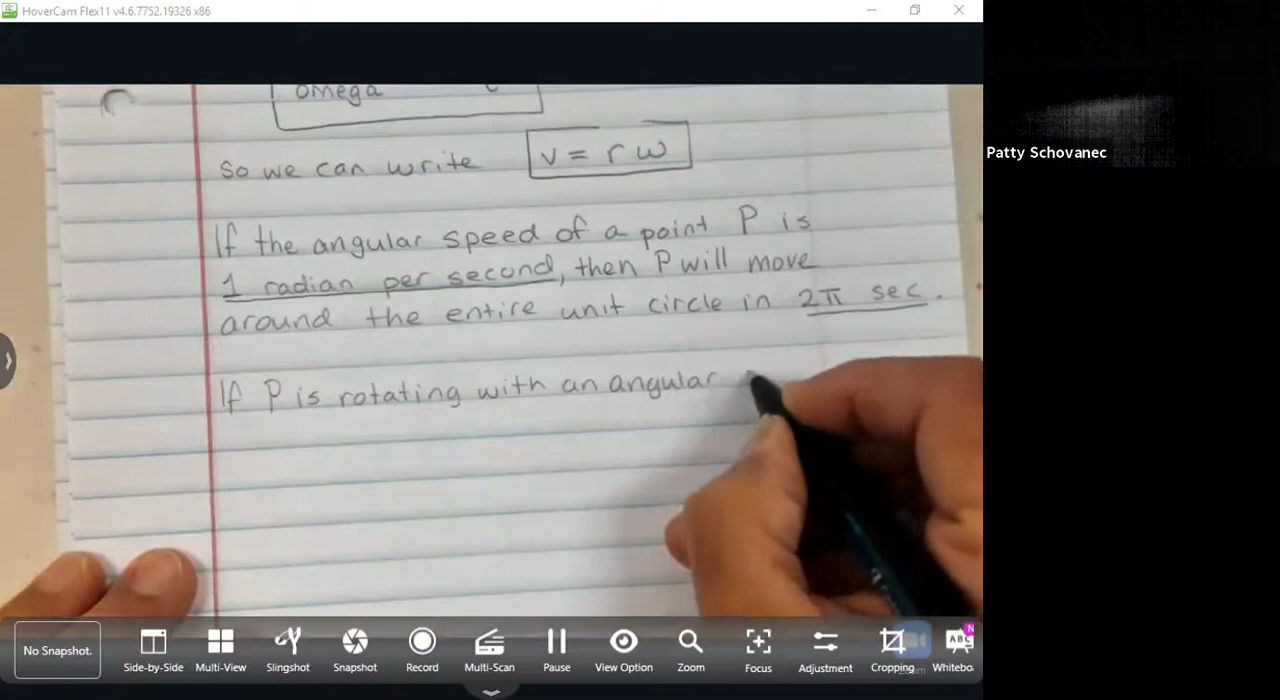 HoverCam Flex11 v4.6.7752.19326 x86
omega
So we can write v = r ω
If the angular speed of a point P is
1 radian per second, then P will move
around the entire unit circle in 2π sec.
If P is rotating with an angular
Patty Schovanec
No Snapshot.
Side-by-Side
Multi-View
Slingshot
Snapshot
Record
Multi-Scan
Pause
View Option
Zoom
Focus
Adjustment
Cropping
Whitebo
ABC
N